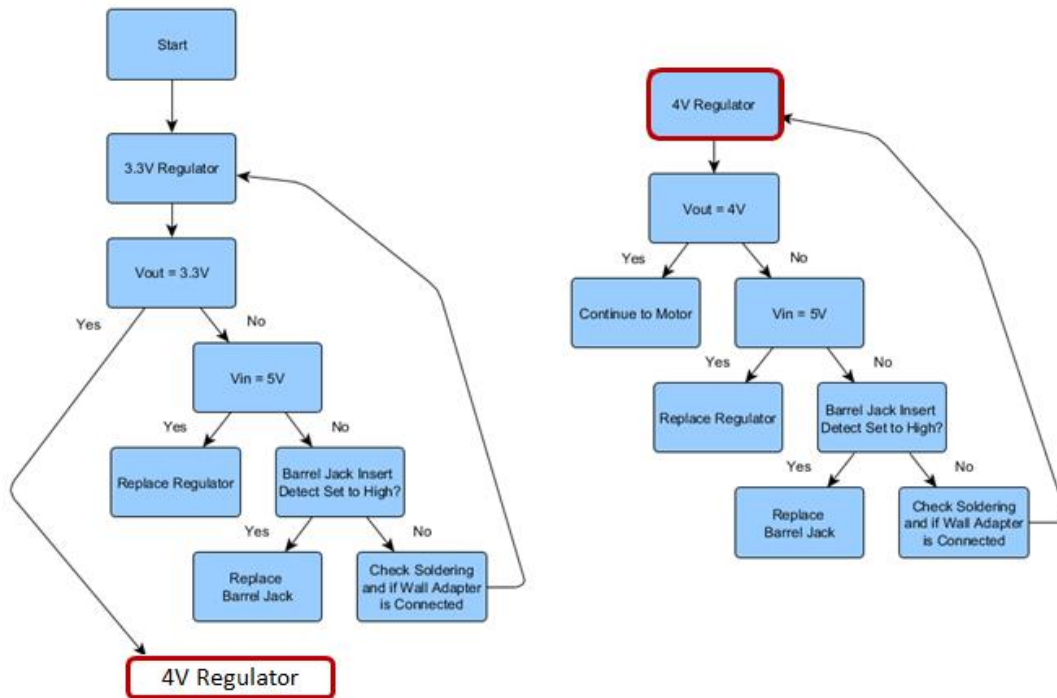 Start
3.3V Regulator
Vout = 3.3V
Yes
No
Vin = 5V
Yes
No
Replace Regulator
Barrel Jack Insert
Detect Set to High?
Yes
No
Replace
Barrel Jack
Check Soldering
and if Wall Adapter
is Connected
4V Regulator
4V Regulator
Vout = 4V
Yes
No
Continue to Motor
Vin = 5V
Yes
No
Replace Regulator
Barrel Jack Insert
Detect Set to High?
Yes
No
Replace
Barrel Jack
Check Soldering
and if Wall Adapter
is Connected